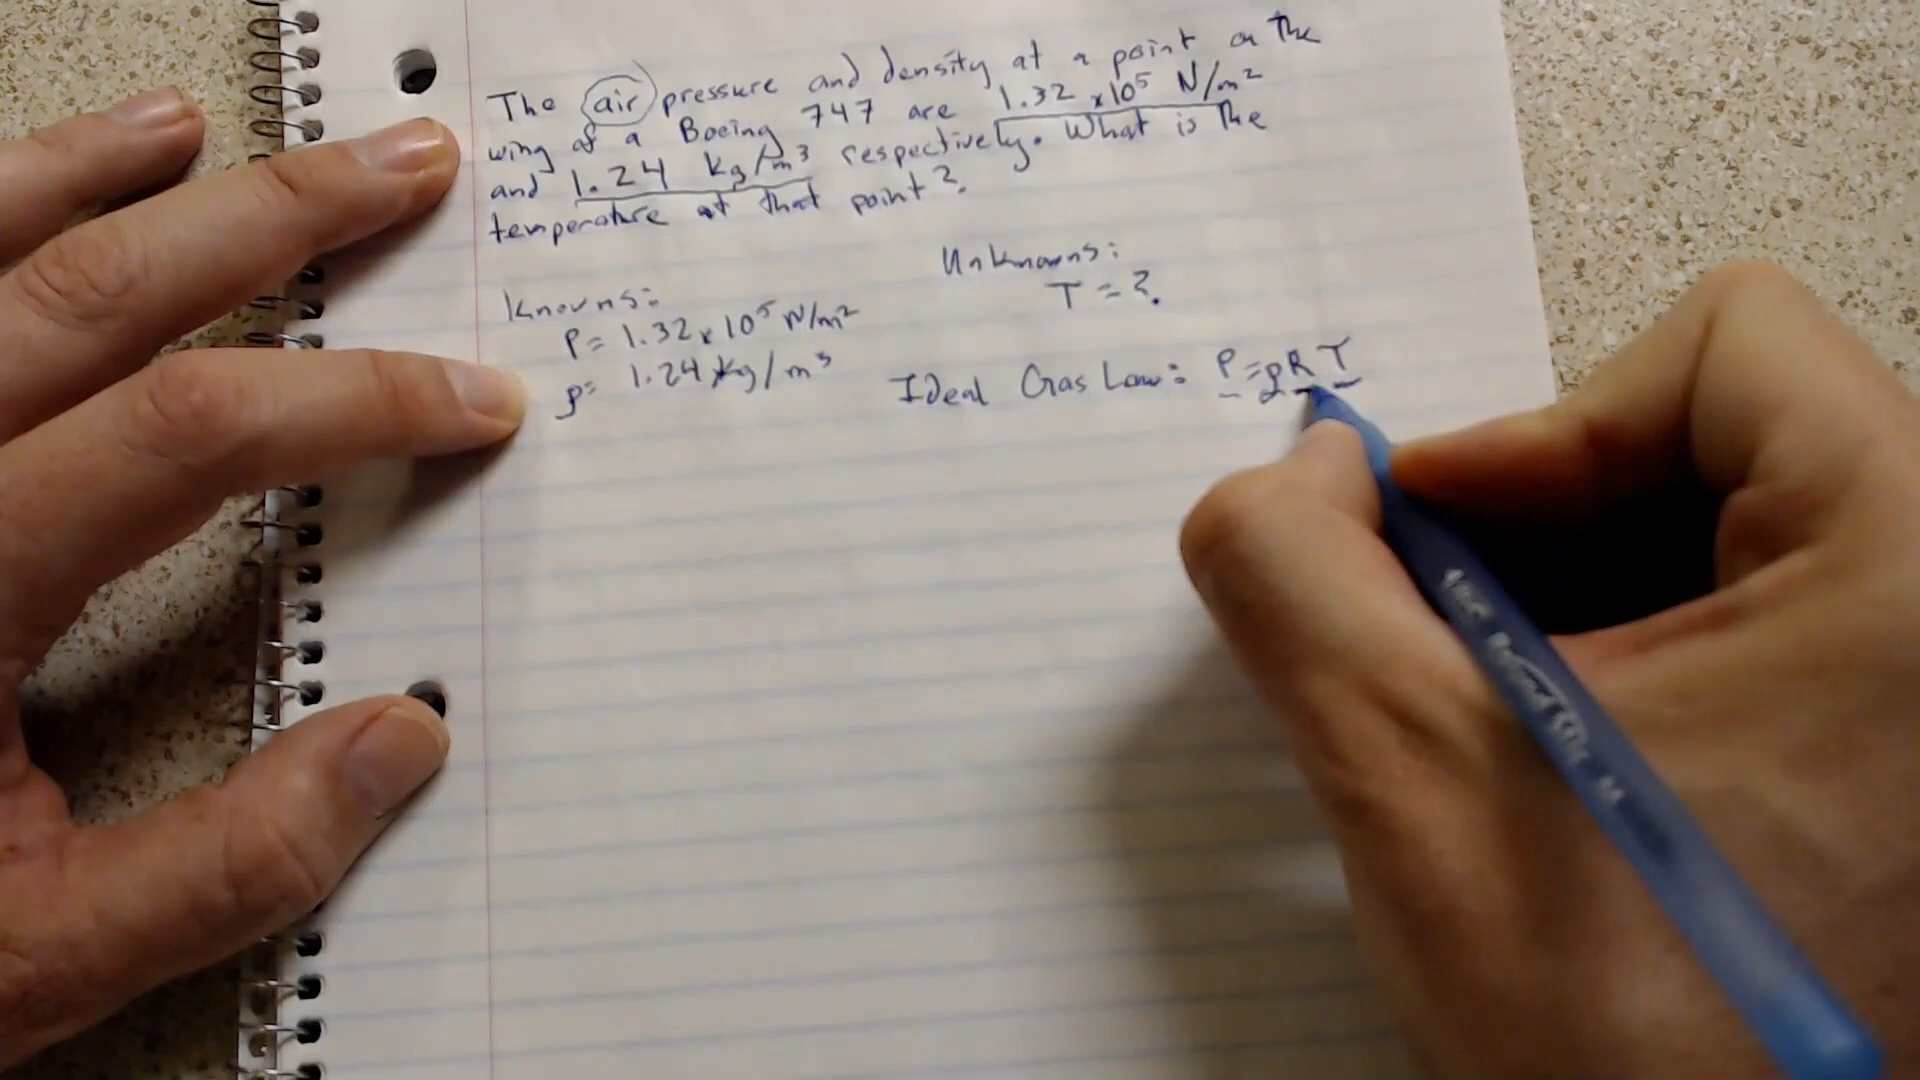 The air pressure and density at a point on the
wing of a Boeing 747 are 1.32 x 10⁵ N/m²
and 1.24 kg/m³ respectively. What is the
temperature at that point?
Unknowns:
T = ?
Knowns:
P = 1.32 x 10⁵ N/m²
ρ = 1.24 kg/m³
Ideal Gas Law: P = ρRT